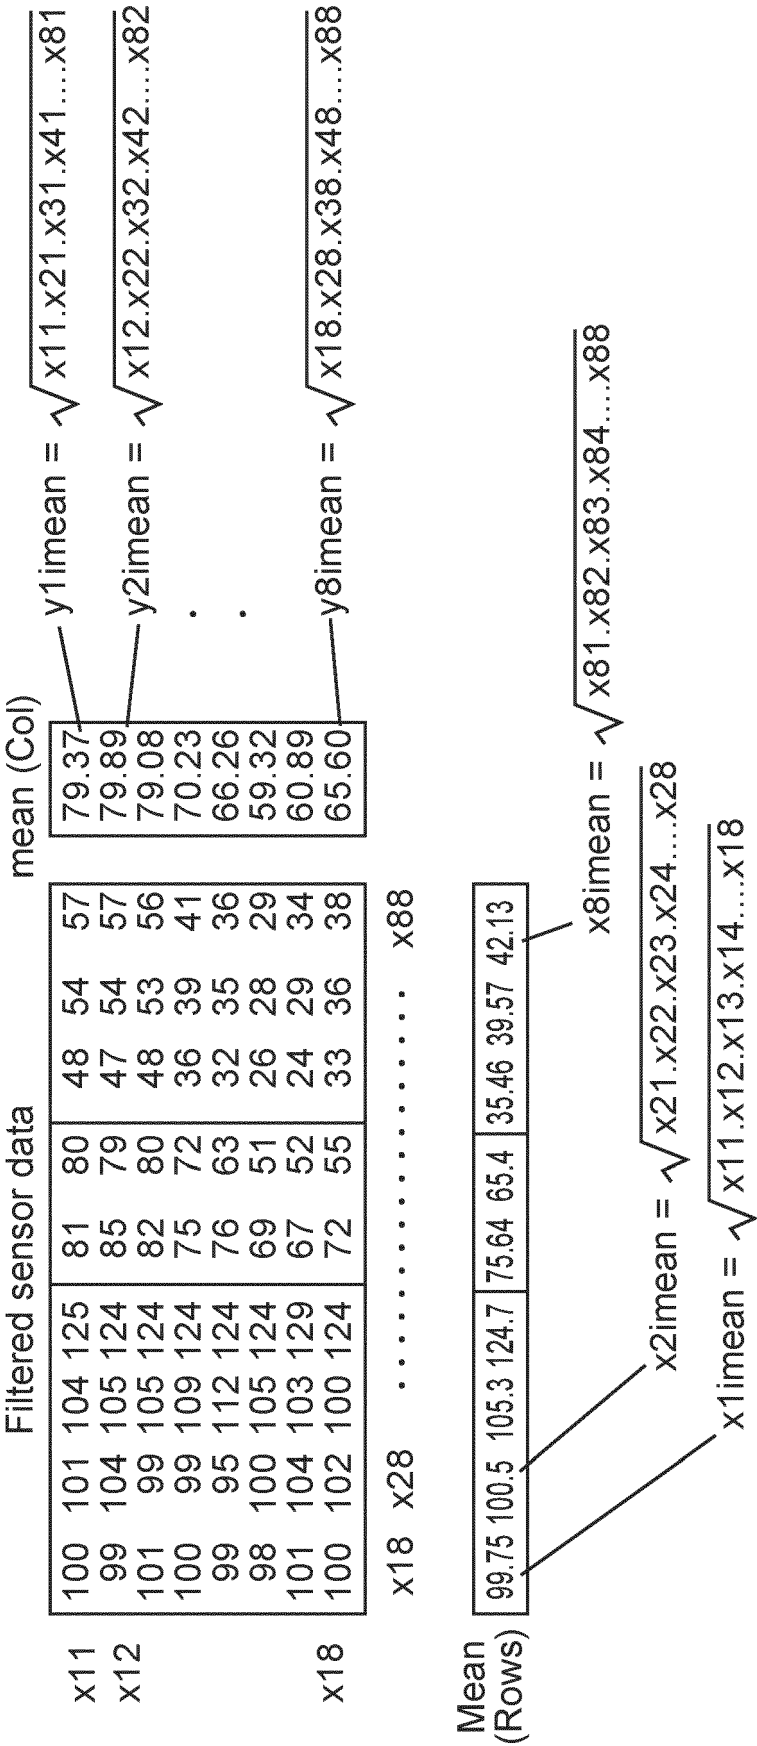 Filtered sensor data
mean (Col)
x11 100 101 104 125 81 80 48 54 57 79.37 y1imean = √x11.x21.x31.x41....x81
x12 99 104 105 124 85 79 47 54 57 79.89 y2imean = √x12.x22.x32.x42....x82
101 99 105 124 82 80 48 53 56 79.08
100 99 109 124 75 72 36 39 41 70.23
99 95 112 124 76 63 32 35 36 66.26
98 100 105 124 69 51 26 28 29 59.32
101 104 103 129 67 52 24 29 34 60.89
x18 100 102 100 124 72 55 33 36 38 65.60 y8imean = √x18.x28.x38.x48....x88
x18 x28 .................. x88
Mean
(Rows)
99.75 100.5 105.3 124.7 75.64 65.4 35.46 39.57 42.13
x8imean = √x81.x82.x83.x84....x88
x2imean = √x21.x22.x23.x24....x28
x1imean = √x11.x12.x13.x14....x18